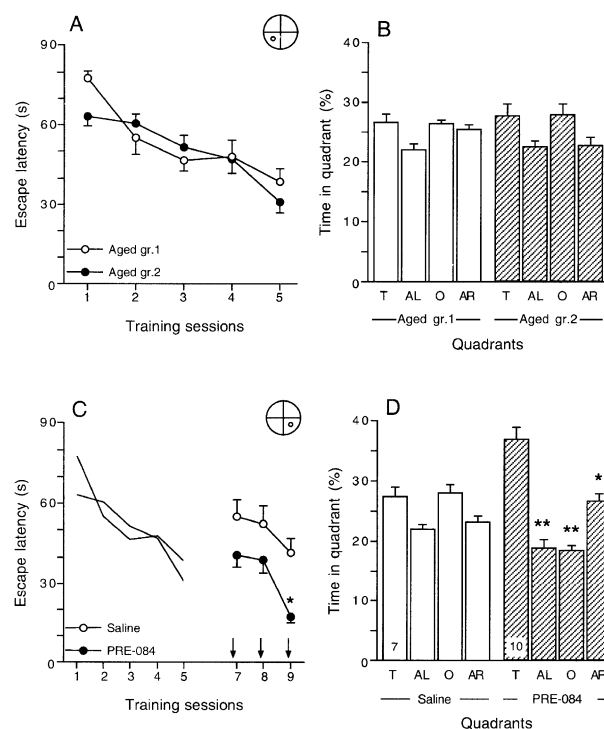 A
Escape latency (s)
90
60
30
0
Aged gr.1
Aged gr.2
1 2 3 4 5
Training sessions
B
Time in quadrant (%)
40
30
20
10
0
T AL O AR T AL O AR
Aged gr.1 Aged gr.2
Quadrants
C
Escape latency (s)
90
60
30
0
*
Saline
PRE-084
1 2 3 4 5 7 8 9
Training sessions
D
Time in quadrant (%)
40
30
20
10
0
** ** *
7 10
T AL O AR T AL O AR
Saline PRE-084
Quadrants